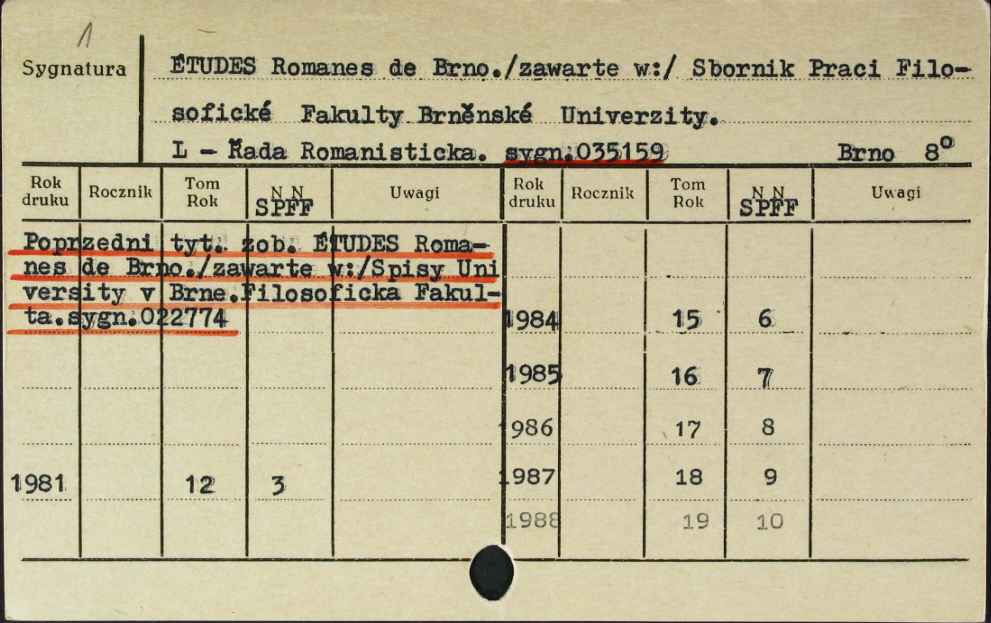 1
Sygnatura
ÉTUDES Romanes de Brno./zawarte w:/ Sbornik Praci Filo-
sofické Fakulty Brněnské Univerzity.
L - Řada Romanisticka. sygn.035159 Brno 8°
Rok druku Rocznik Tom Rok N N SPFF Uwagi Rok druku Rocznik Tom Rok N N SPFF Uwagi
Poprzedni tyt. zob. ÉTUDES Roma-
nes de Brno./zawarte w:/Spisy Uni
versity v Brne.Filosoficka Fakul-
ta.sygn.022774
1984 15 6
1985 16 7
1986 17 8
1981 12 3
1987 18 9
1988 19 10